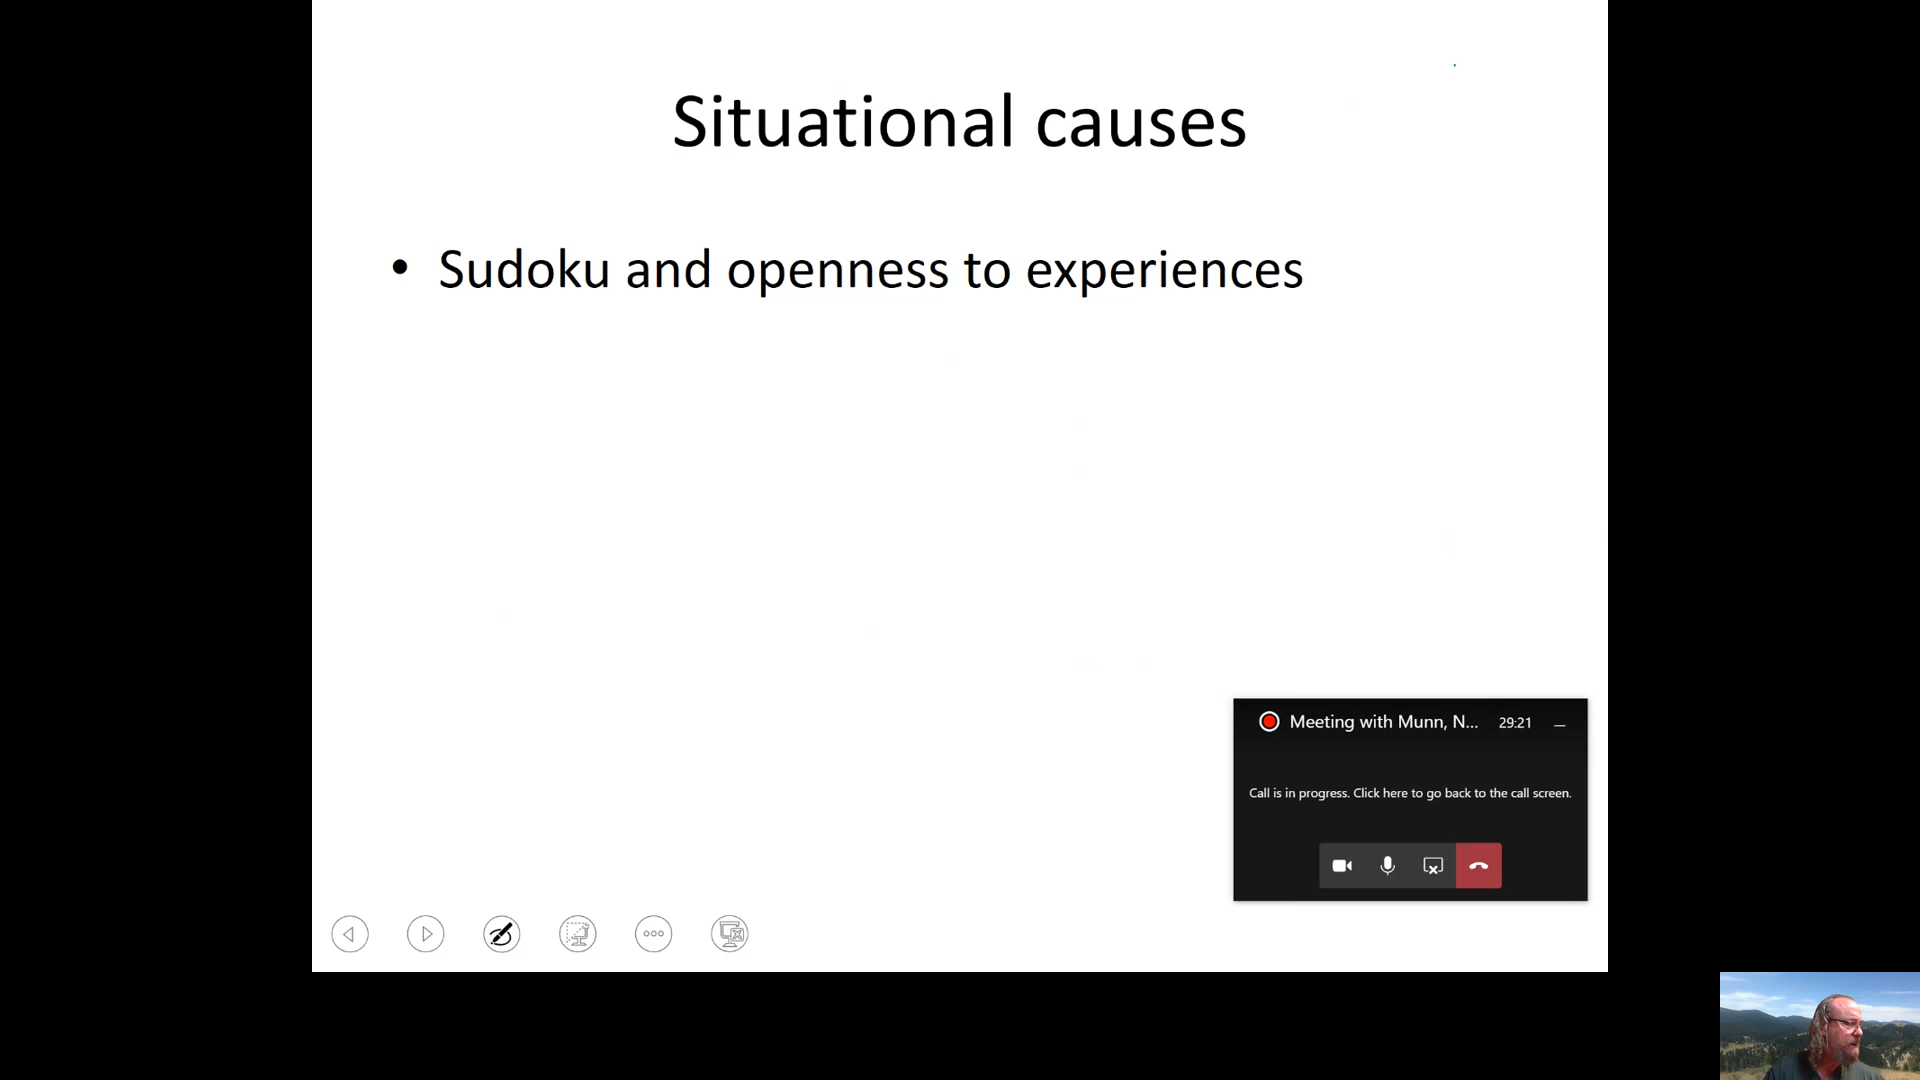 Situational causes
• Sudoku and openness to experiences
Meeting with Munn, N... 29:21
Call is in progress. Click here to go back to the call screen.